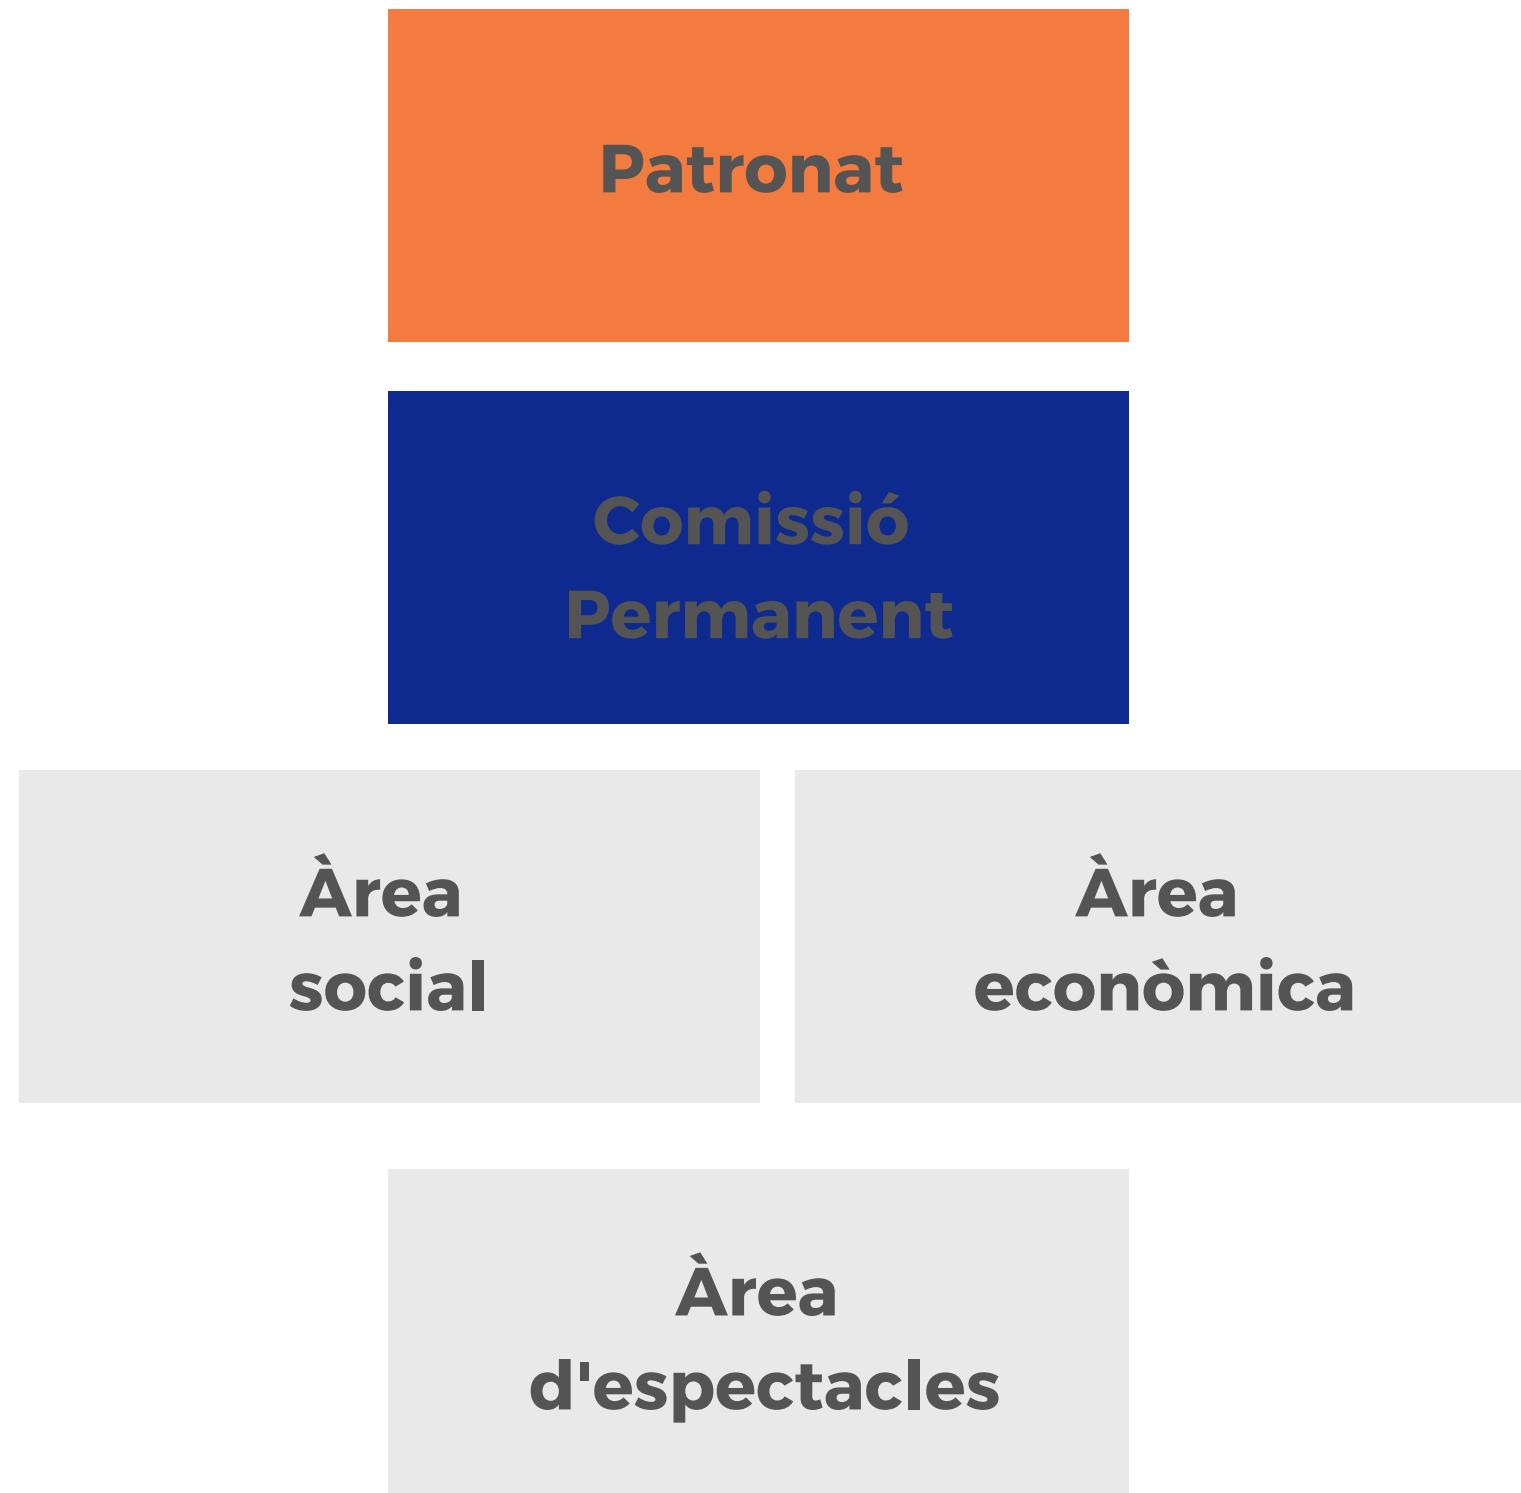 Patronat
Comissió
Permanent
Àrea
social
Àrea
econòmica
Àrea
d'espectacles